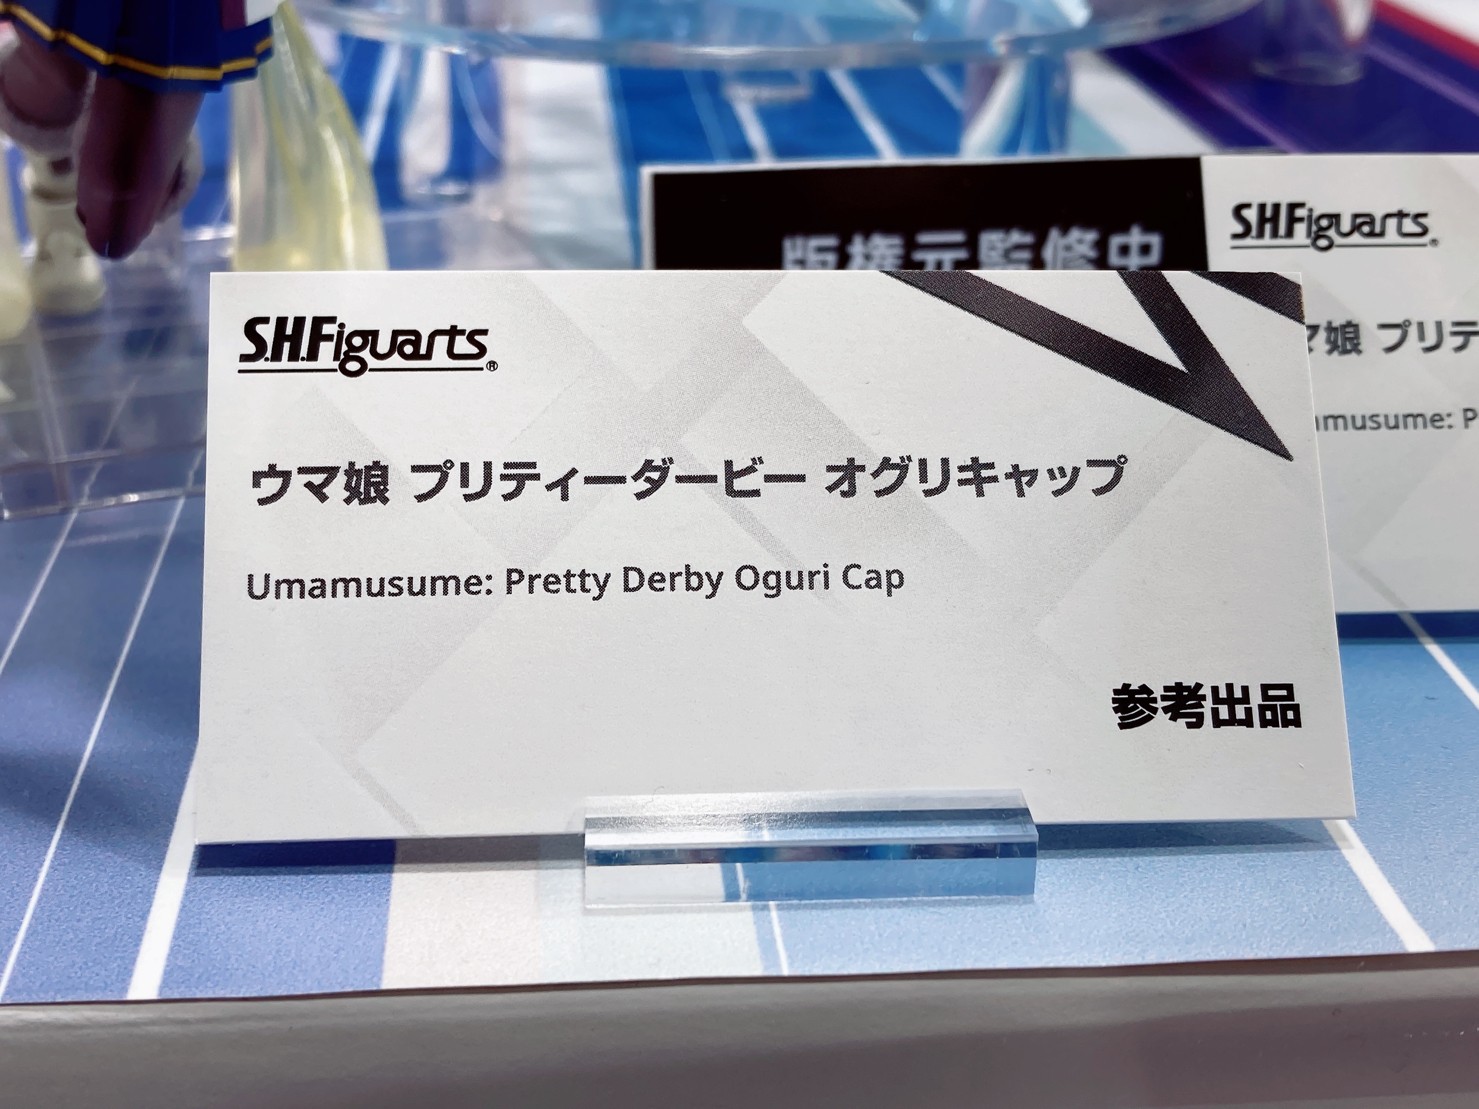 S.H.Figuarts®
ウマ娘 プリティーダービー オグリキャップ
Umamusume: Pretty Derby Oguri Cap
参考出品
版権元監修中
S.H.Figuarts
マ娘 プリテ
amusume: P